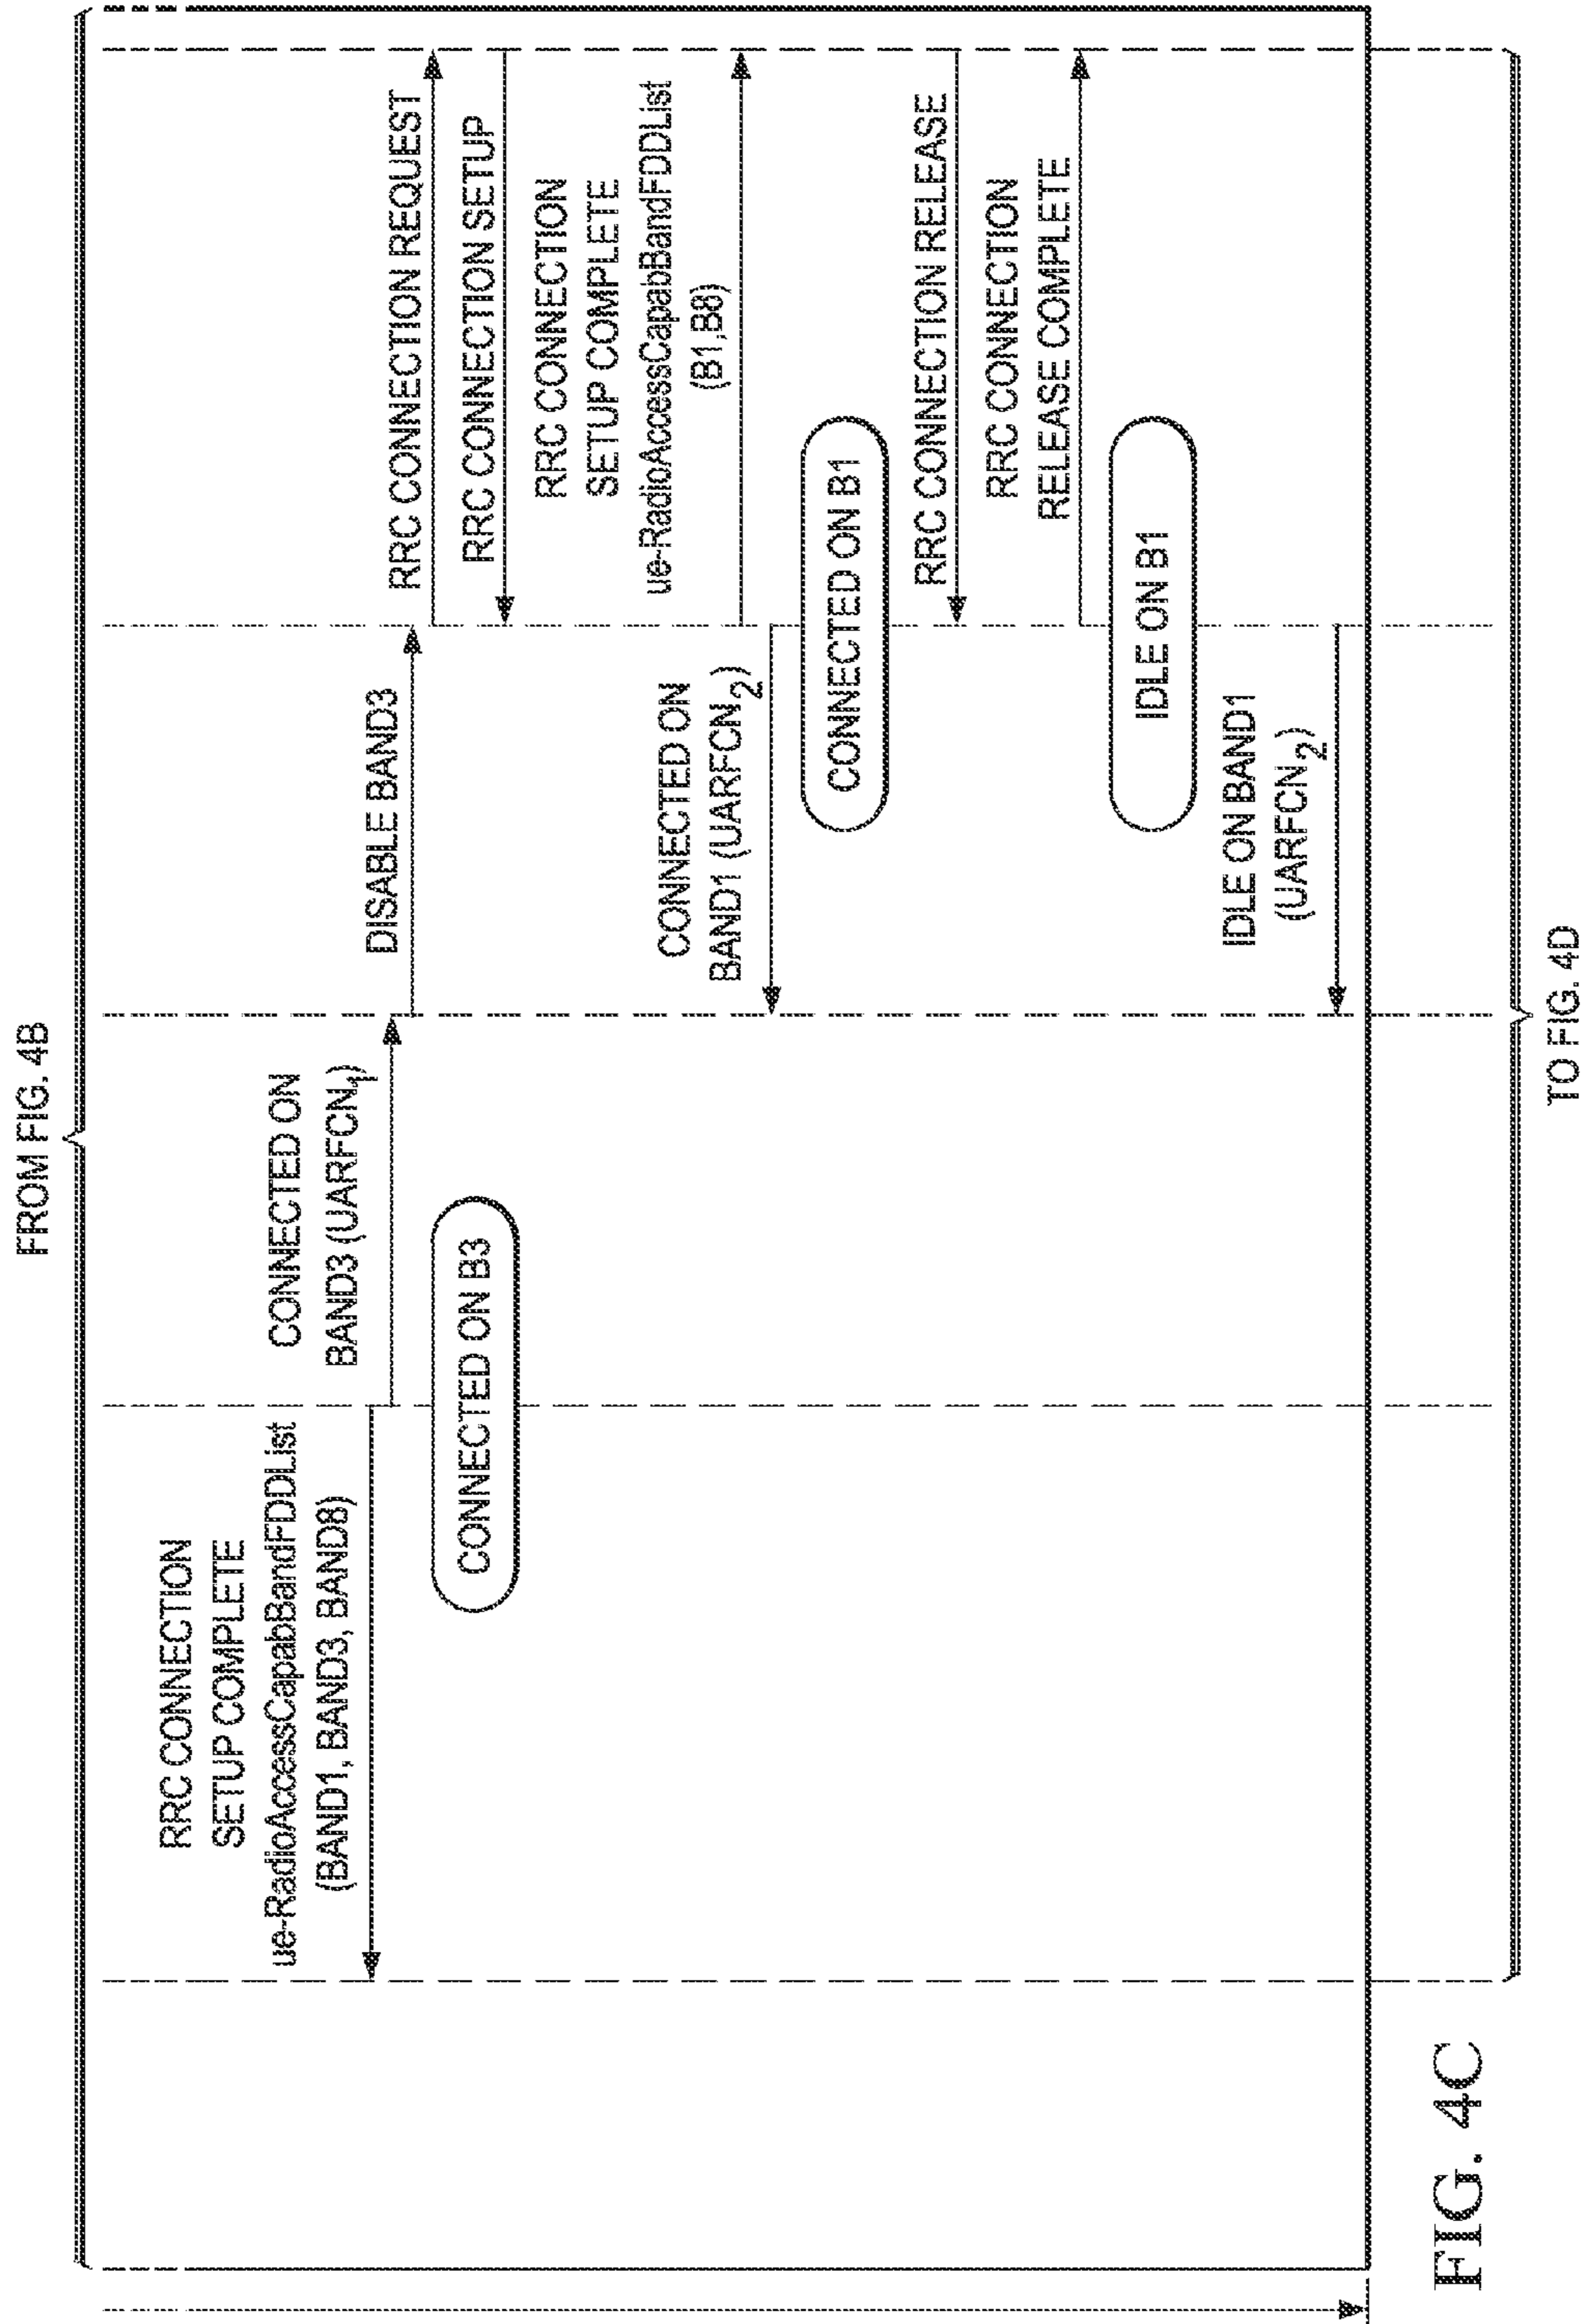 FROM FIG. 4B
RRC CONNECTION
SETUP COMPLETE
ue-RadioAccessCapabBandFDDList
(BAND1, BAND3, BAND8)
CONNECTED ON
BAND3 (UARFCN1)
CONNECTED ON B3
DISABLE BAND3
RRC CONNECTION REQUEST
RRC CONNECTION SETUP
RRC CONNECTION
SETUP COMPLETE
ue-RadioAccessCapabBandFDDList
(B1,B8)
CONNECTED ON
BAND1 (UARFCN2)
CONNECTED ON B1
RRC CONNECTION RELEASE
RRC CONNECTION
RELEASE COMPLETE
IDLE ON B1
IDLE ON BAND1
(UARFCN2)
TO FIG. 4D
FIG. 4C